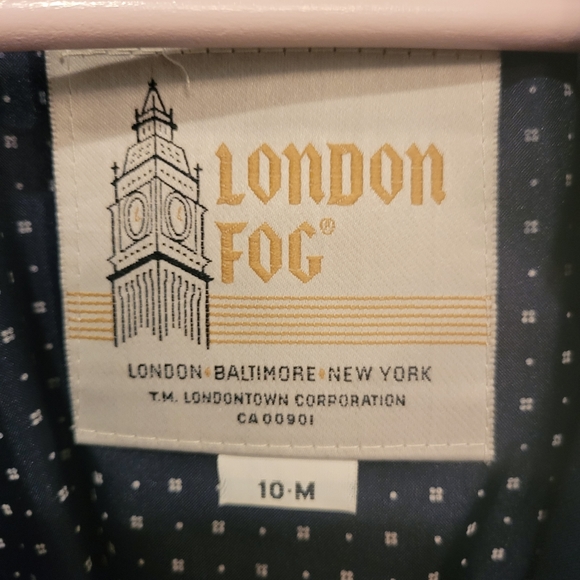 LONDON
FOG®
LONDON♦BALTIMORE♦NEW YORK
T.M. LONDONTOWN CORPORATION
CA 00901
10·M